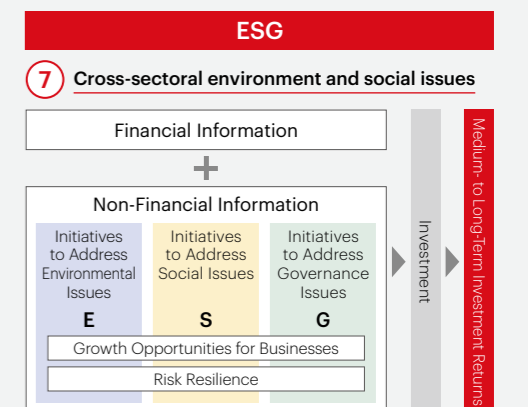 ESG
7 Cross-sectoral environment and social issues
Financial Information
+
Non-Financial Information
Initiatives
to Address
Environmental
Issues
E
Initiatives
to Address
Social Issues
S
Initiatives
to Address
Governance
Issues
G
Growth Opportunities for Businesses
Risk Resilience
Investment
Medium- to Long-Term Investment Returns